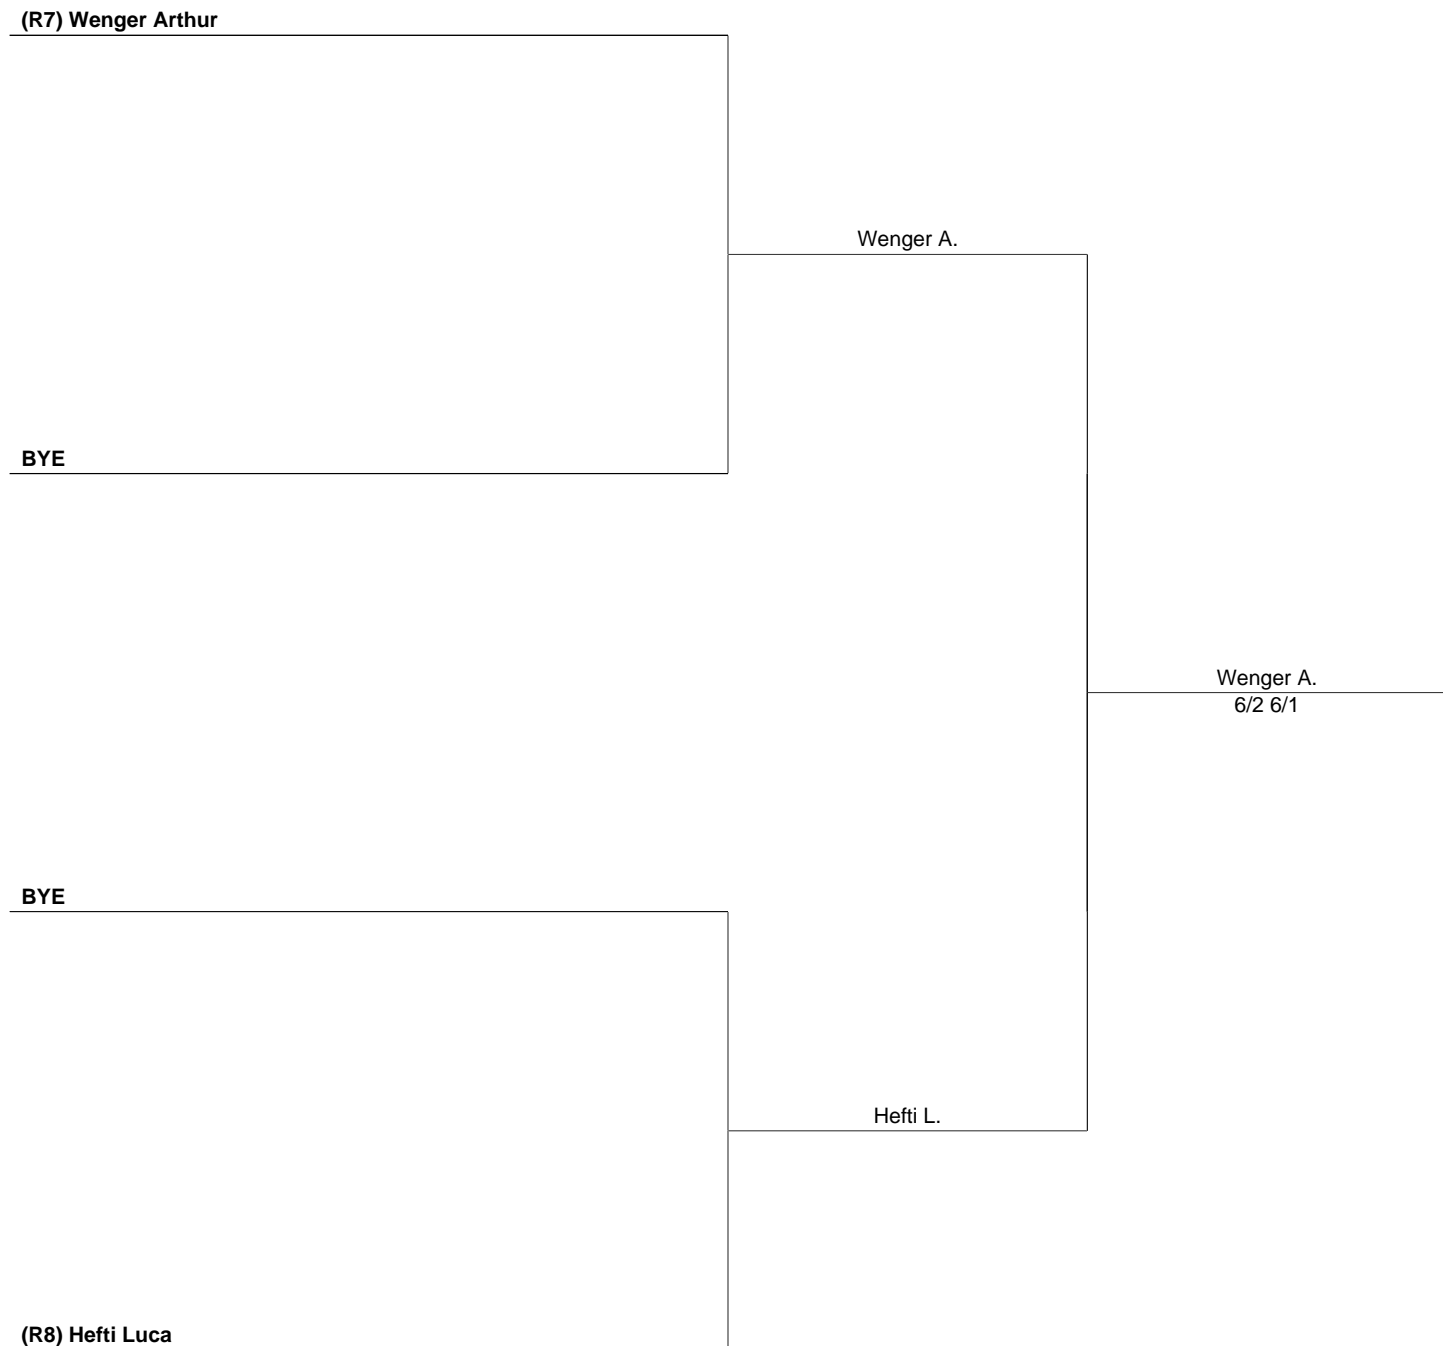 (R7) Wenger Arthur
Wenger A.
BYE
Wenger A.
6/2 6/1
BYE
Hefti L.
(R8) Hefti Luca